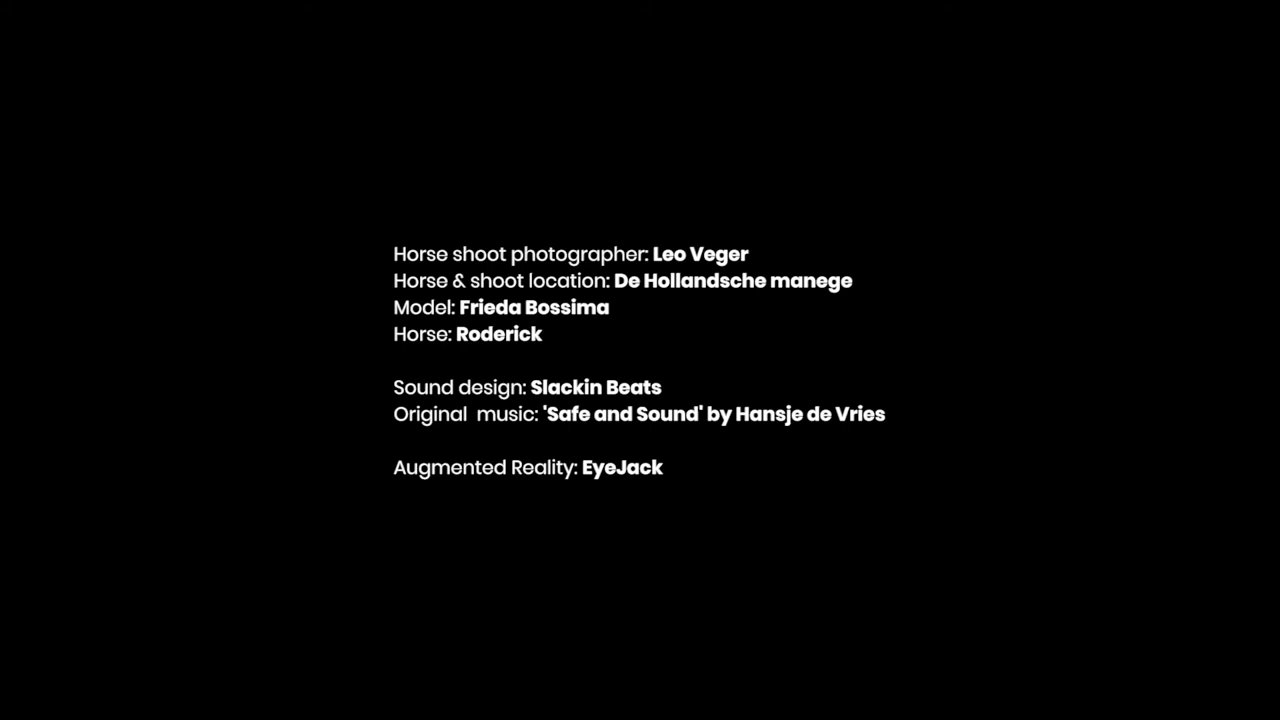 Horse shoot photographer: Leo Veger
Horse & shoot location: De Hollandsche manege
Model: Frieda Bossima
Horse: Roderick
Sound design: Slackin Beats
Original  music: 'Safe and Sound' by Hansje de Vries
Augmented Reality: EyeJack